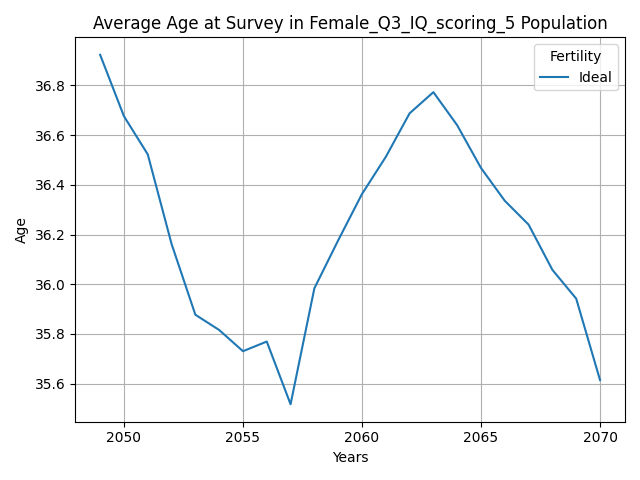 Average Age at Survey in Female_Q3_IQ_scoring_5 Population
Fertility
Ideal
36.8
36.6
36.4
36.2
36.0
35.8
35.6
Age
2050 2055 2060 2065 2070
Years